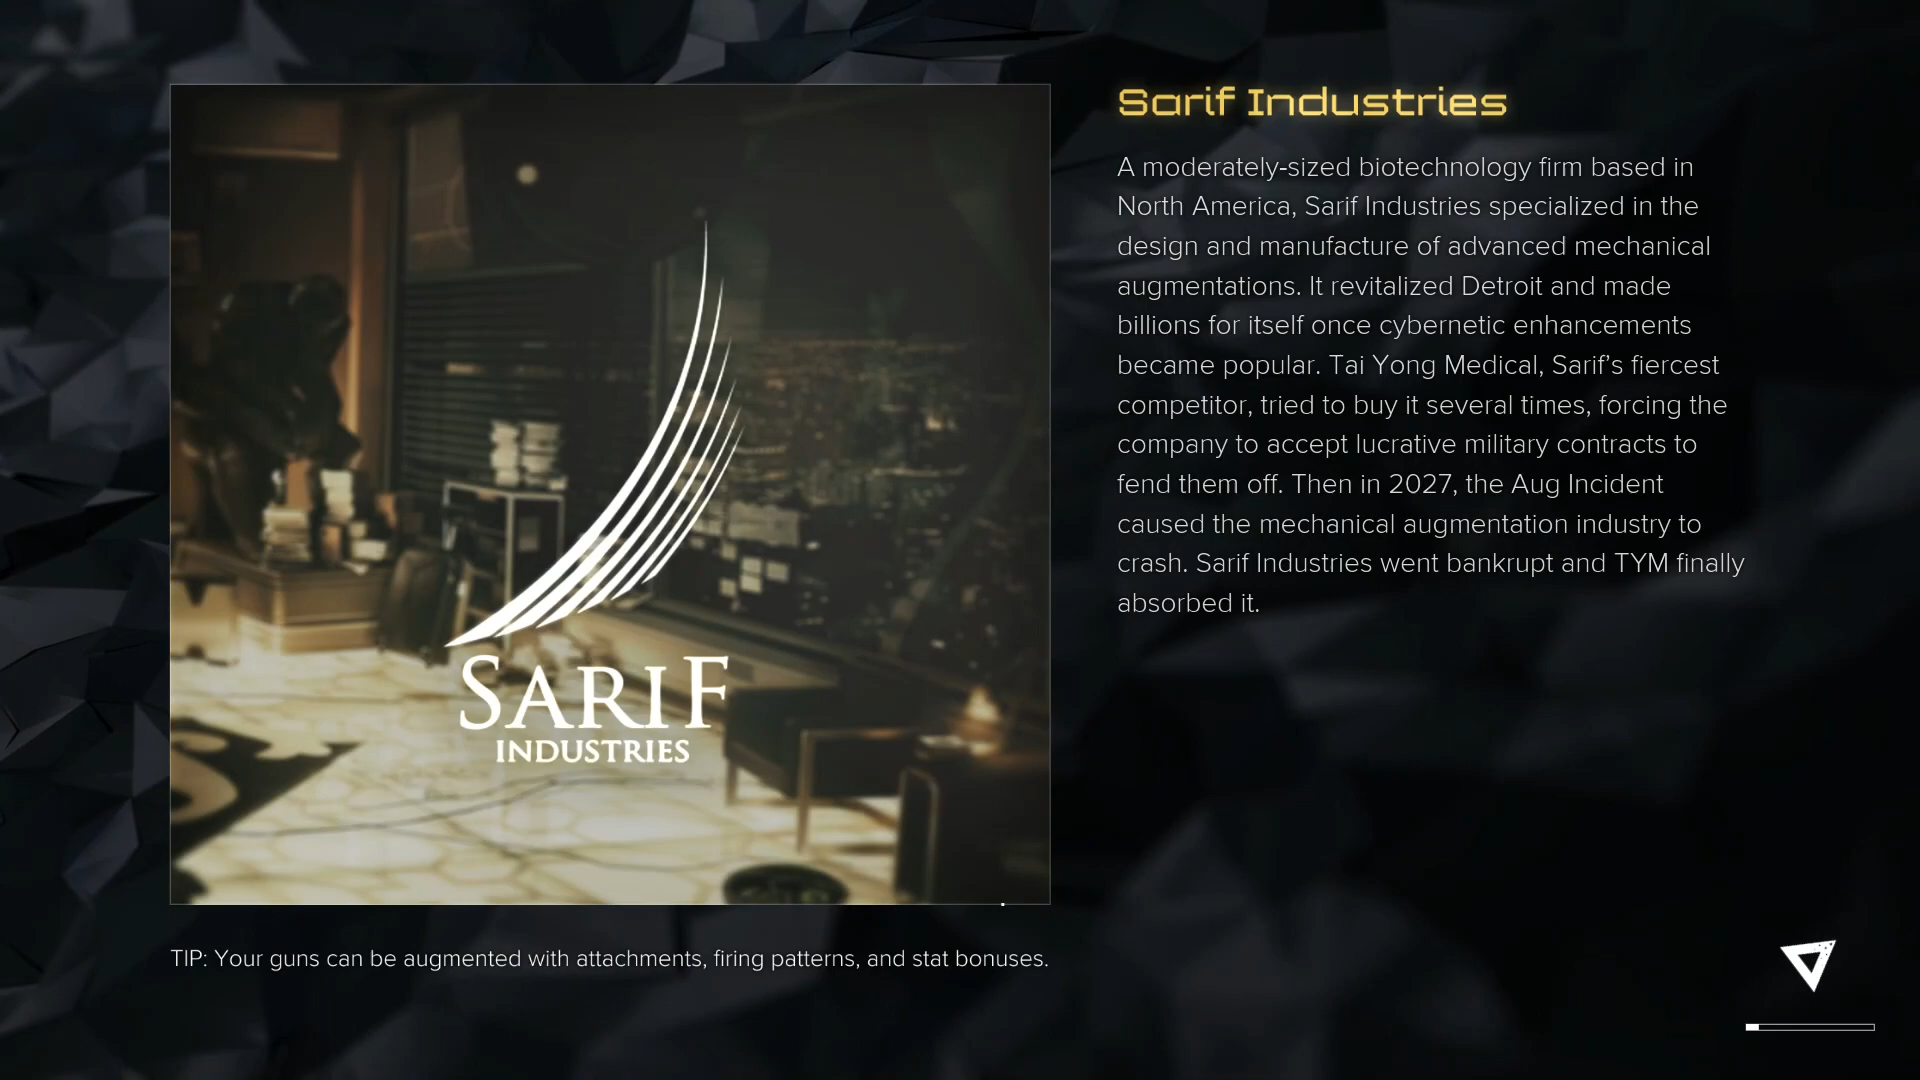 Sarif Industries
A moderately-sized biotechnology firm based in
North America, Sarif Industries specialized in the
design and manufacture of advanced mechanical
augmentations. It revitalized Detroit and made
billions for itself once cybernetic enhancements
became popular. Tai Yong Medical, Sarif’s fiercest
competitor, tried to buy it several times, forcing the
company to accept lucrative military contracts to
fend them off. Then in 2027, the Aug Incident
caused the mechanical augmentation industry to
crash. Sarif Industries went bankrupt and TYM finally
absorbed it.
SARIF
INDUSTRIES
TIP: Your guns can be augmented with attachments, firing patterns, and stat bonuses.